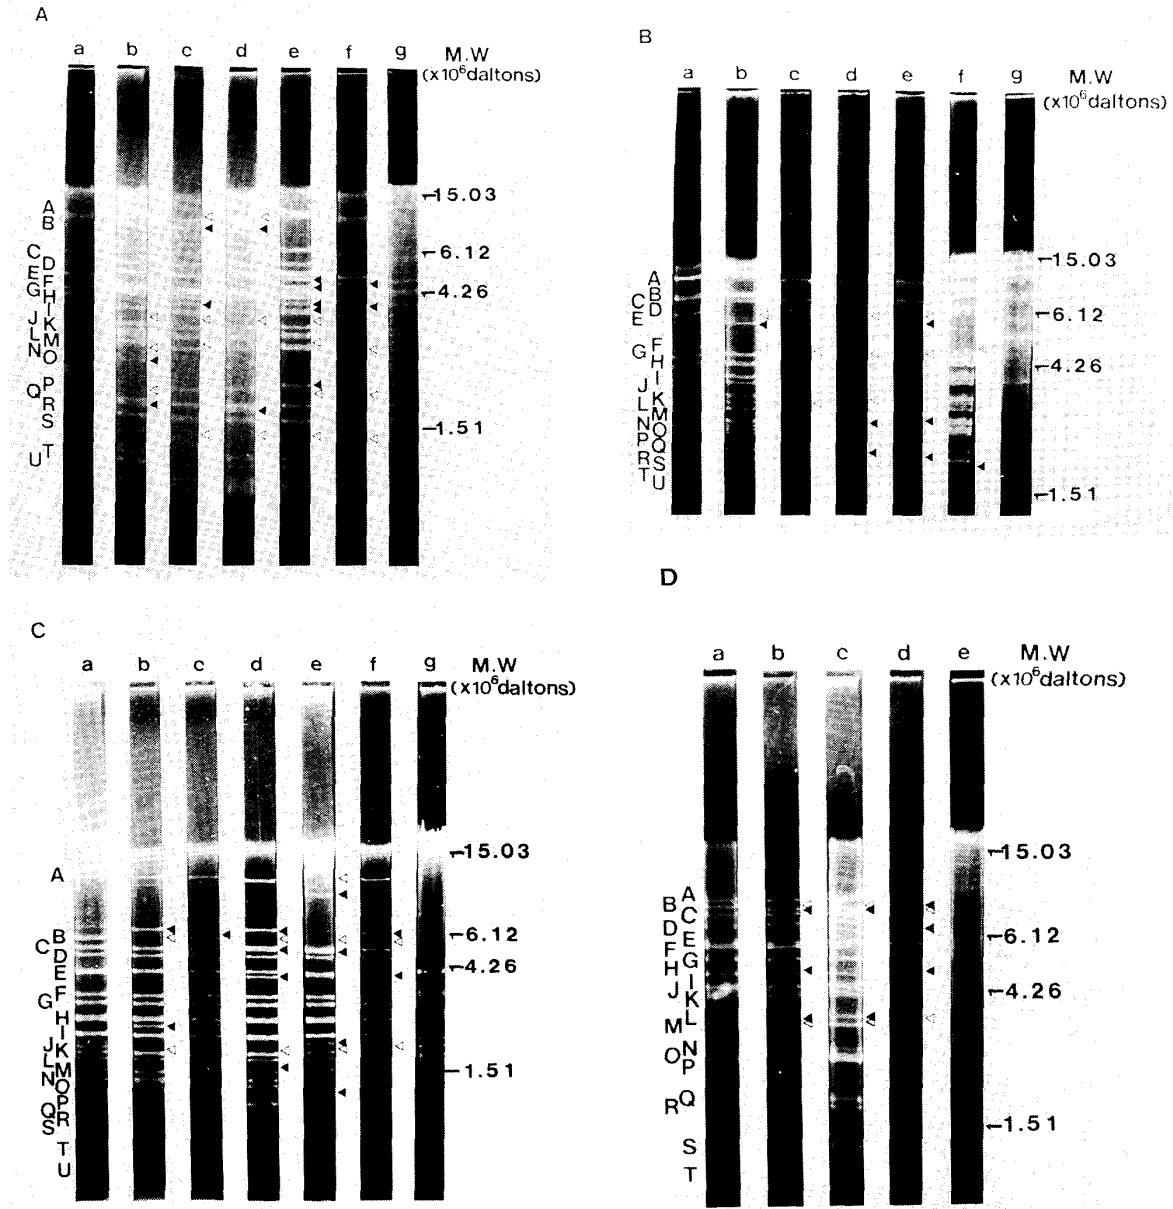 A
a b c d e f g M.W
(x10⁶daltons)
15.03
A
B
6.12
C D
E F
G H
4.26
I
J K
L M
N O
P
Q R
S
1.51
T
U
B
a b c d e f g M.W
(x10⁶daltons)
15.03
A
B
C D
6.12
E
F
G H
4.26
I
J K
L M
N O
P Q
R S
T U
1.51
C
a b c d e f g M.W
(x10⁶daltons)
15.03
A
B
6.12
C D
E
4.26
F
G H
I
J K
L M
1.51
N O
P
Q R
S
T
U
D
a b c d e M.W
(x10⁶daltons)
15.03
A
B C
D E
6.12
F G
H I
J K
4.26
L
M
N
O P
Q
R
1.51
S
T